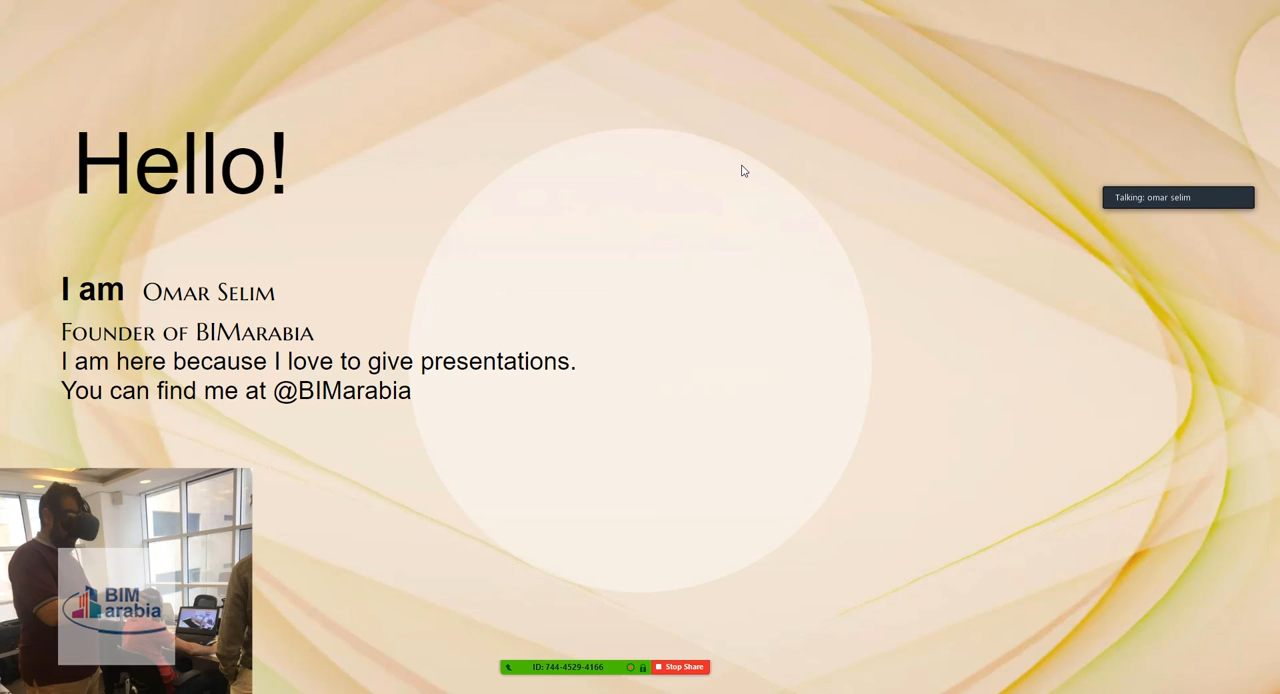 Hello!
Talking: omar selim
I am Omar Selim
Founder of BIMarabia
I am here because I love to give presentations.
You can find me at @BIMarabia
BIM
arabia
ID: 744-4529-4166 Stop Share